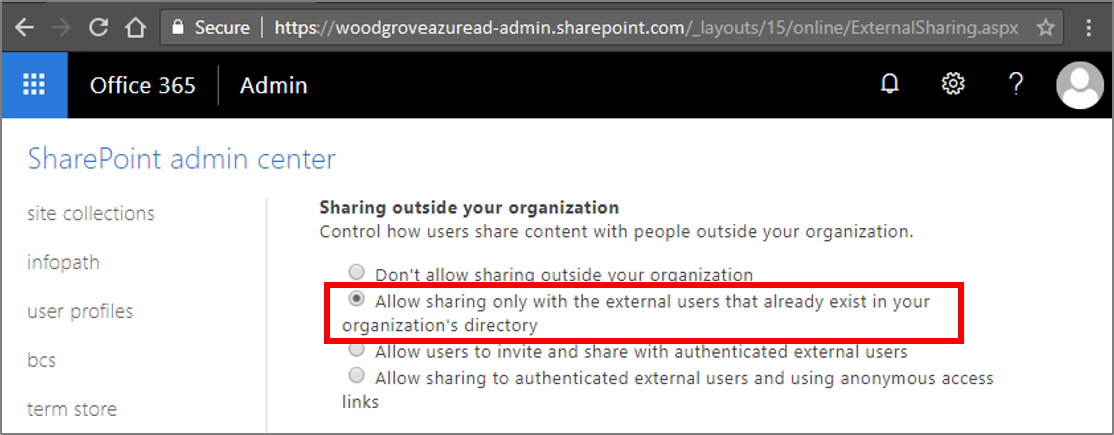 Secure https://woodgroveazuread-admin.sharepoint.com/_layouts/15/online/ExternalSharing.aspx
Office 365 Admin
SharePoint admin center
site collections
infopath
user profiles
bcs
term store
Sharing outside your organization
Control how users share content with people outside your organization.
Don't allow sharing outside your organization
Allow sharing only with the external users that already exist in your
organization's directory
Allow users to invite and share with authenticated external users
Allow sharing to authenticated external users and using anonymous access
links